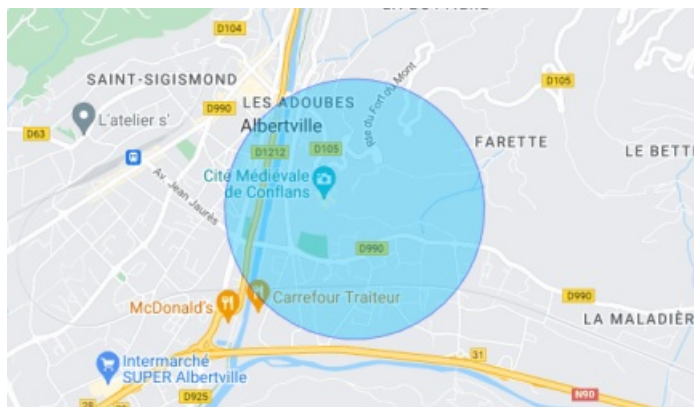 D104
SAINT-SIGISMOND
D990
LES ADOUBES
D105
L'atelier s'
Albertville
Rte du Fort du Mont
D63
FARETTE
D1212
D105
LE BETT
Cité Médiévale
de Conflans
Av. Jean Jaurès
D990
D990
McDonald's
Carrefour Traiteur
LA MALADIÈR
31
Intermarché
SUPER Albertville
D925
N90
28